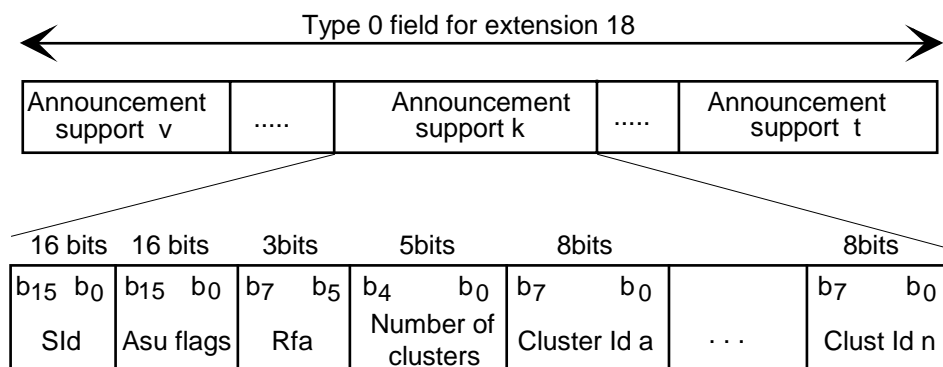 Type 0 field for extension 18
Announcement support v ..... Announcement support k ..... Announcement support t
16 bits 16 bits 3bits 5bits 8bits 8bits
b15 b0 b15 b0 b7 b5 b4 b0 b7 b0 b7 b0
SId Asu flags Rfa Number of clusters Cluster Id a . . . Clust Id n